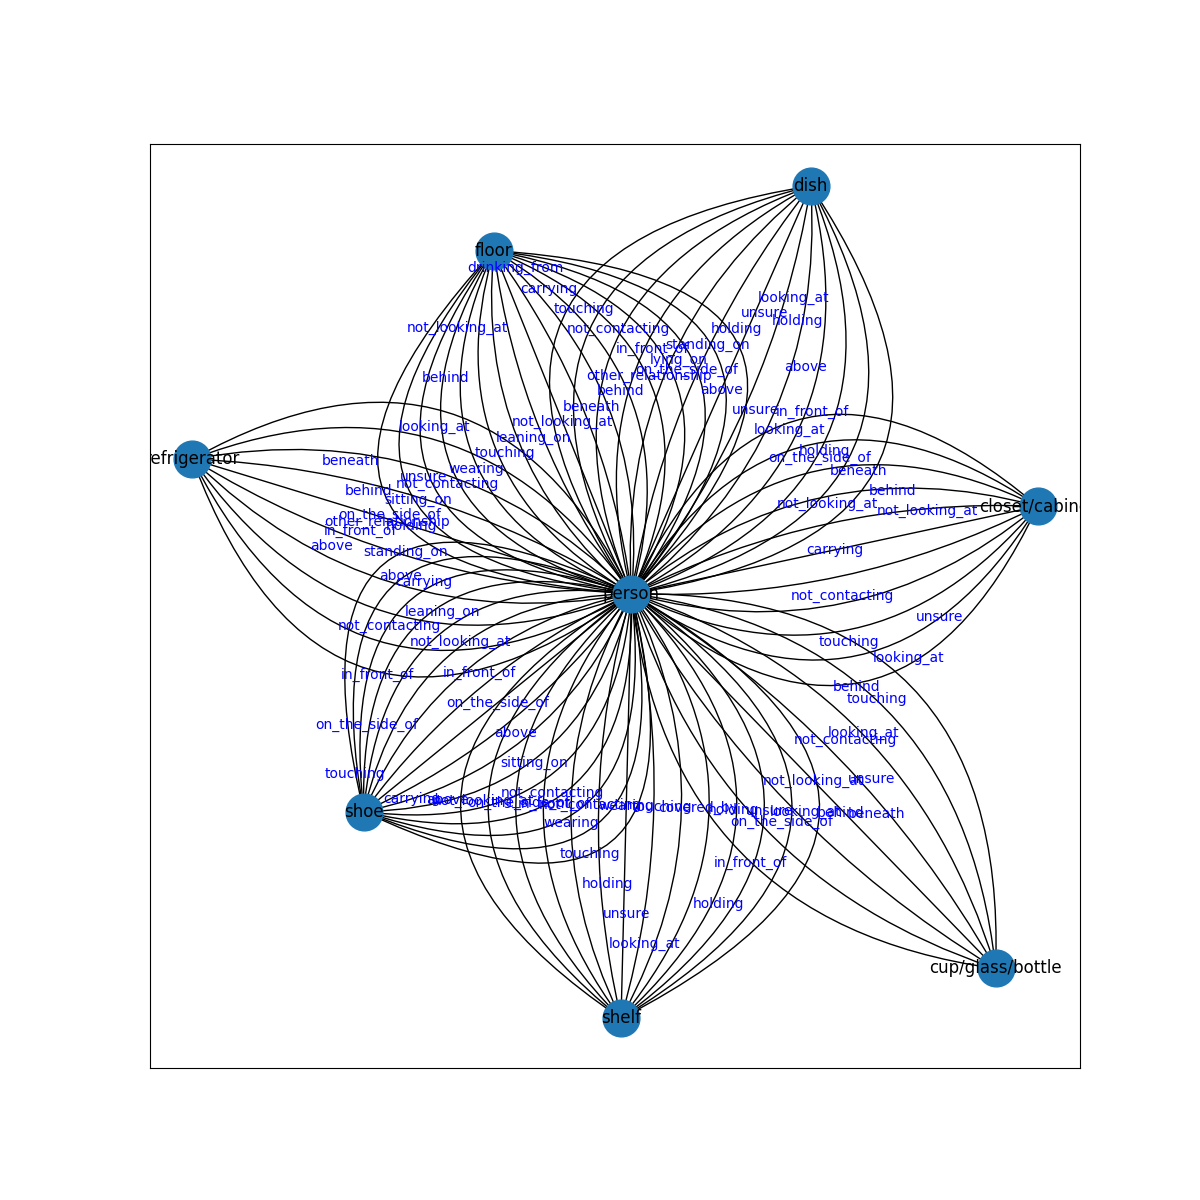 dish
floor
drinking_from
carrying
looking_at
touching
unsure
holding
not_looking_at
not_contacting
holding
standing_on
in_front_of
lying_on
on_the_side_of
above
behind
other_relationship
above
behind
beneath
unsure
in_front_of
not_looking_at
looking_at
looking_at
leaning_on
touching
holding
on_the_side_of
efrigerator
beneath
wearing
beneath
unsure
not_contacting
behind
behind
sitting_on
not_looking_at
closet/cabin
not_looking_at
on_the_side_of
other_relationship
holding
in_front_of
above
standing_on
carrying
above
carrying
person
not_contacting
leaning_on
unsure
not_contacting
not_looking_at
touching
looking_at
in_front_of
in_front_of
behind
touching
on_the_side_of
on_the_side_of
above
looking_at
not_contacting
sitting_on
touching
not_looking_at
unsure
not_contacting
carrying
covered_by
behind
beneath
shoe
wearing
on_the_side_of
touching
in_front_of
holding
holding
unsure
looking_at
cup/glass/bottle
shelf